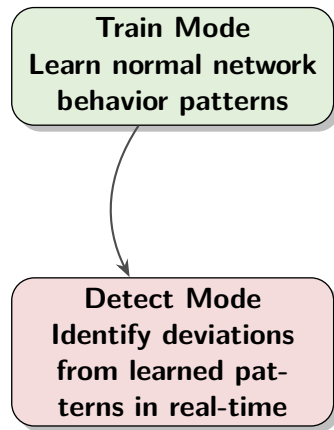 Train Mode
Learn normal network
behavior patterns
Detect Mode
Identify deviations
from learned pat-
terns in real-time